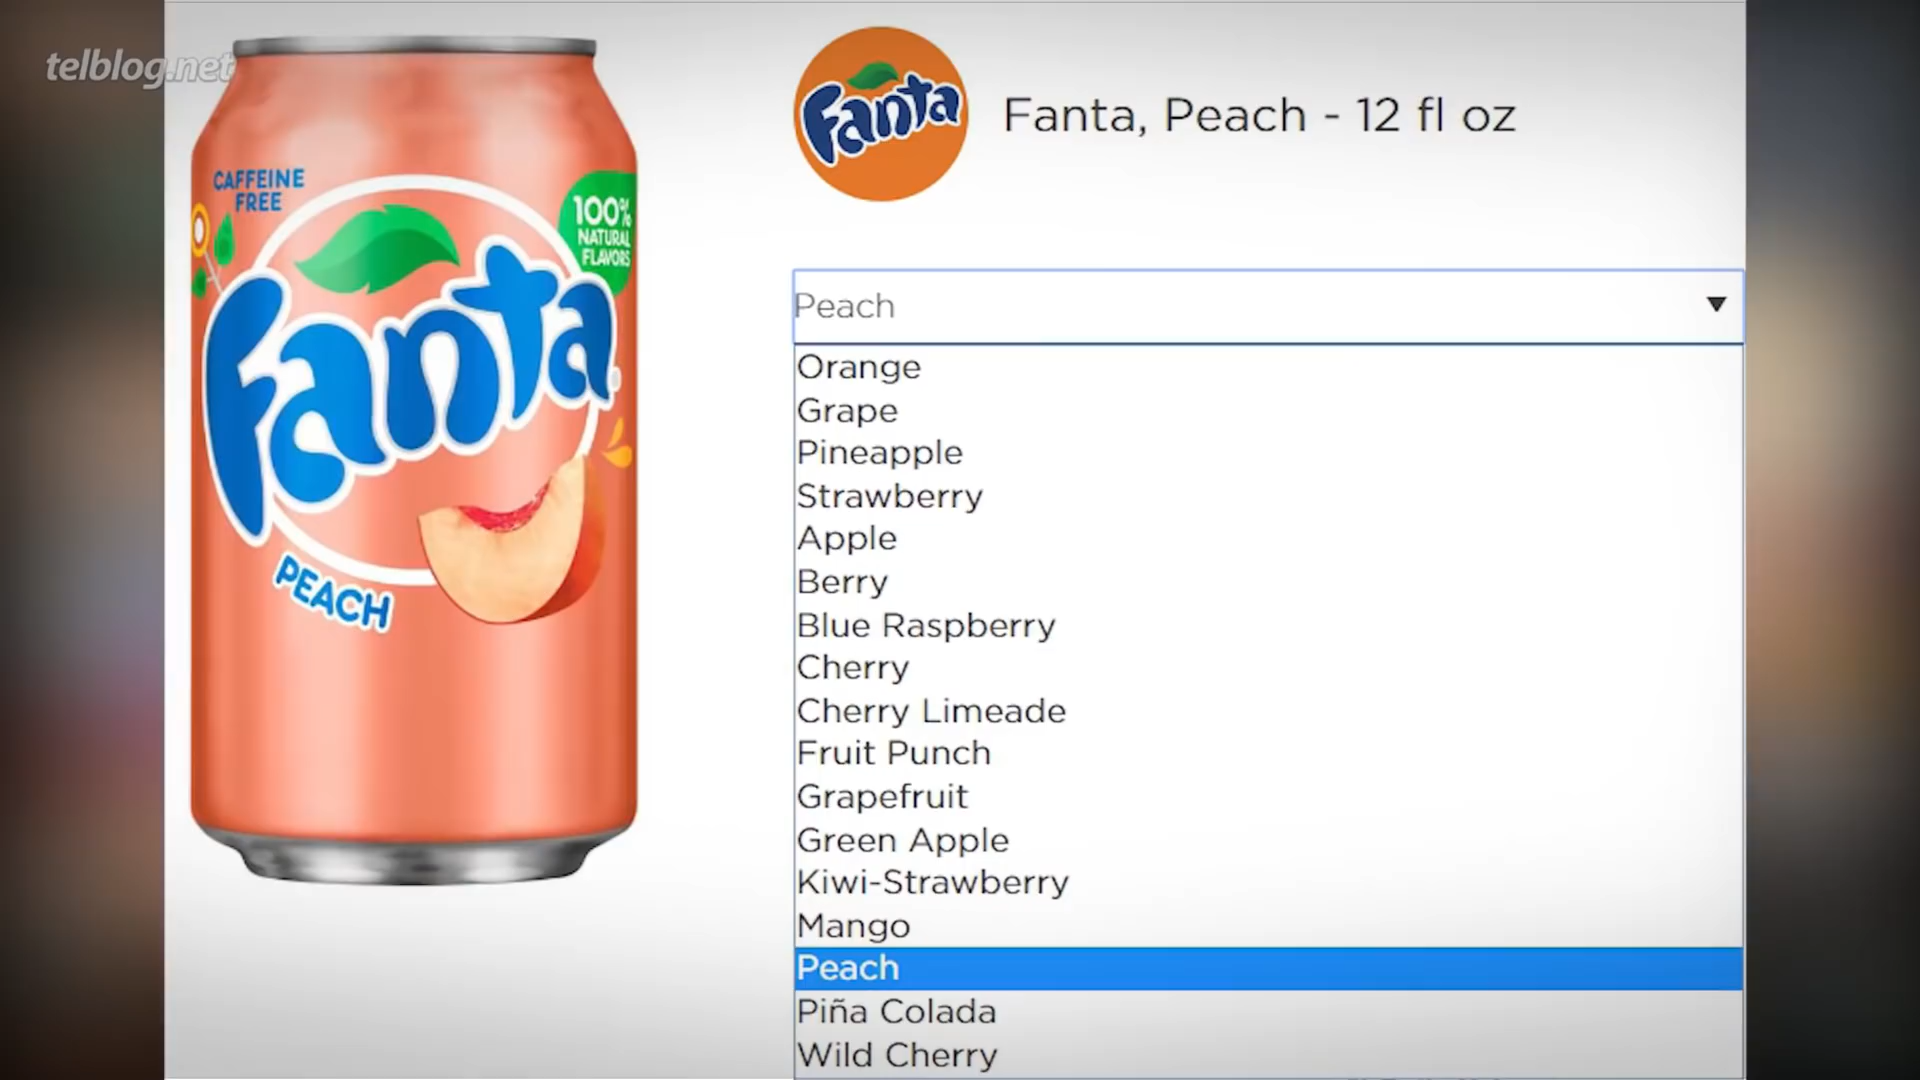 telblog.net
CAFFEINE
FREE
100%
NATURAL
FLAVORS
Fanta
PEACH
Fanta
Fanta, Peach - 12 fl oz
Peach
Orange
Grape
Pineapple
Strawberry
Apple
Berry
Blue Raspberry
Cherry
Cherry Limeade
Fruit Punch
Grapefruit
Green Apple
Kiwi-Strawberry
Mango
Peach
Piña Colada
Wild Cherry